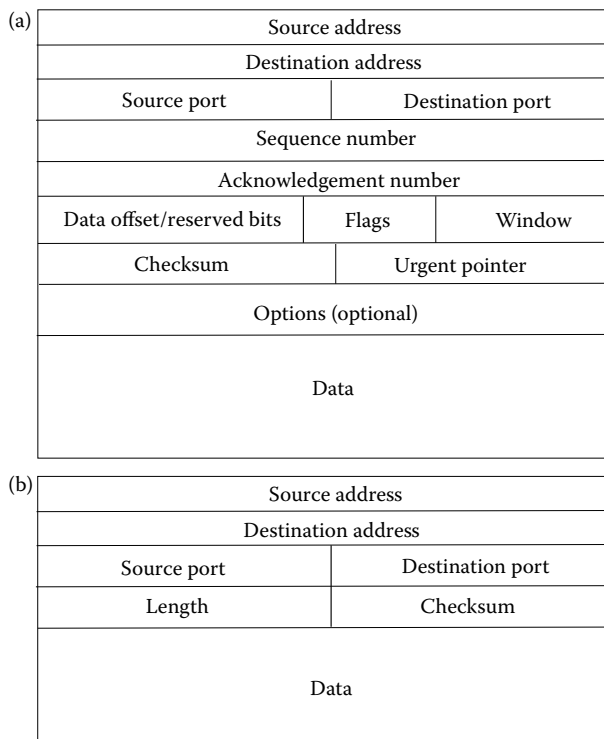 (a)
Source address
Destination address
Source port Destination port
Sequence number
Acknowledgement number
Data offset/reserved bits Flags Window
Checksum Urgent pointer
Options (optional)
Data
(b)
Source address
Destination address
Source port Destination port
Length Checksum
Data